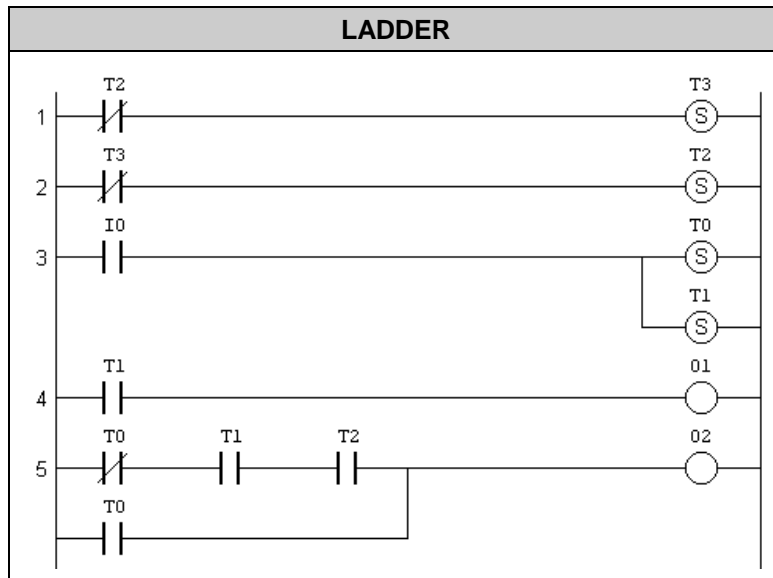 LADDER
T2 T3
1 S
T3 T2
2 S
I0 T0
3 S
T1
S
T1 01
4
T0 T1 T2 02
5
T0